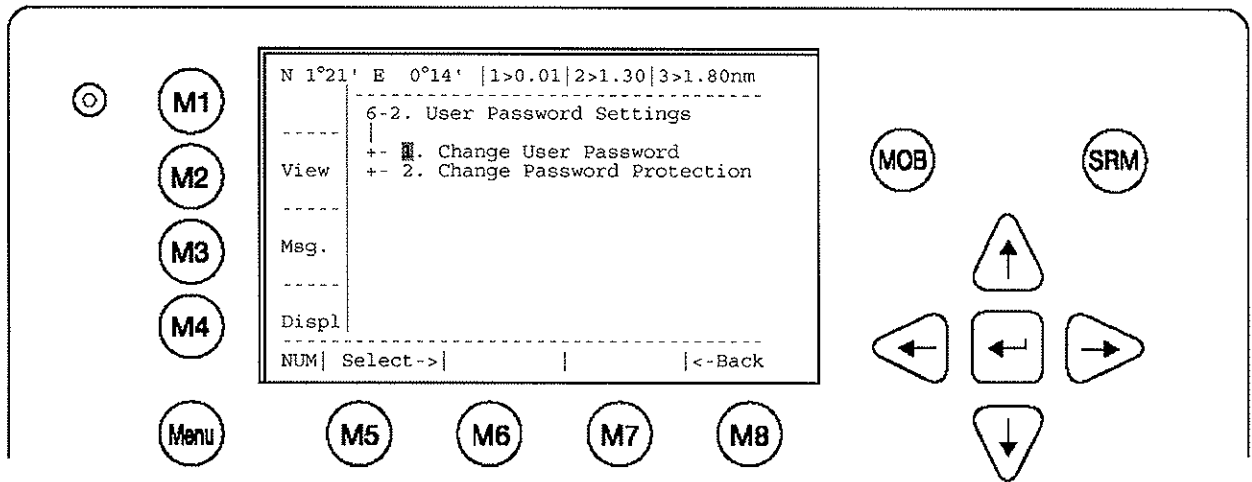 N 1°21' E 0°14' |1>0.01|2>1.30|3>1.80nm
6-2. User Password Settings
+- 1. Change User Password
View +- 2. Change Password Protection
Msg.
Displ
NUM| Select->| | |<-Back
M1
M2
M3
M4
Menu
M5
M6
M7
M8
MOB
SRM